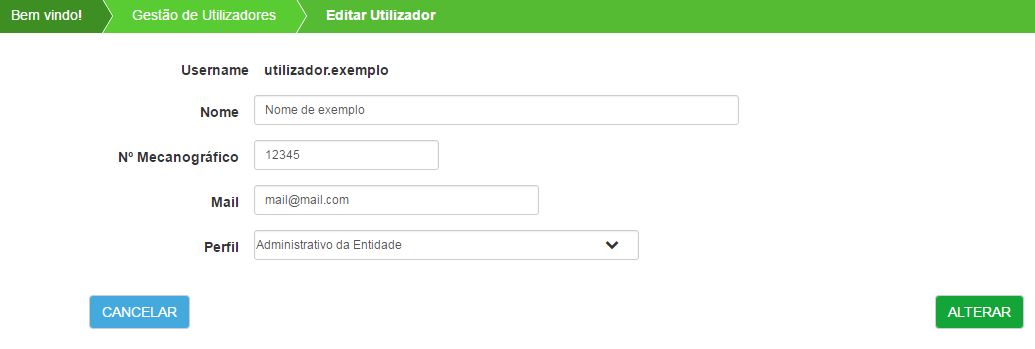 Bem vindo! Gestão de Utilizadores Editar Utilizador
Username utilizador.exemplo
Nome Nome de exemplo
Nº Mecanográfico 12345
Mail mail@mail.com
Perfil Administrativo da Entidade
CANCELAR ALTERAR